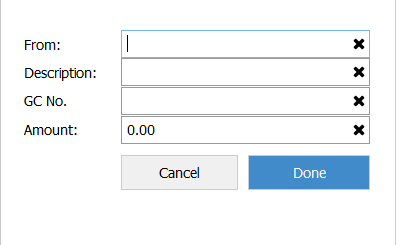 From:
Description:
GC No.
Amount: 0.00
Cancel Done